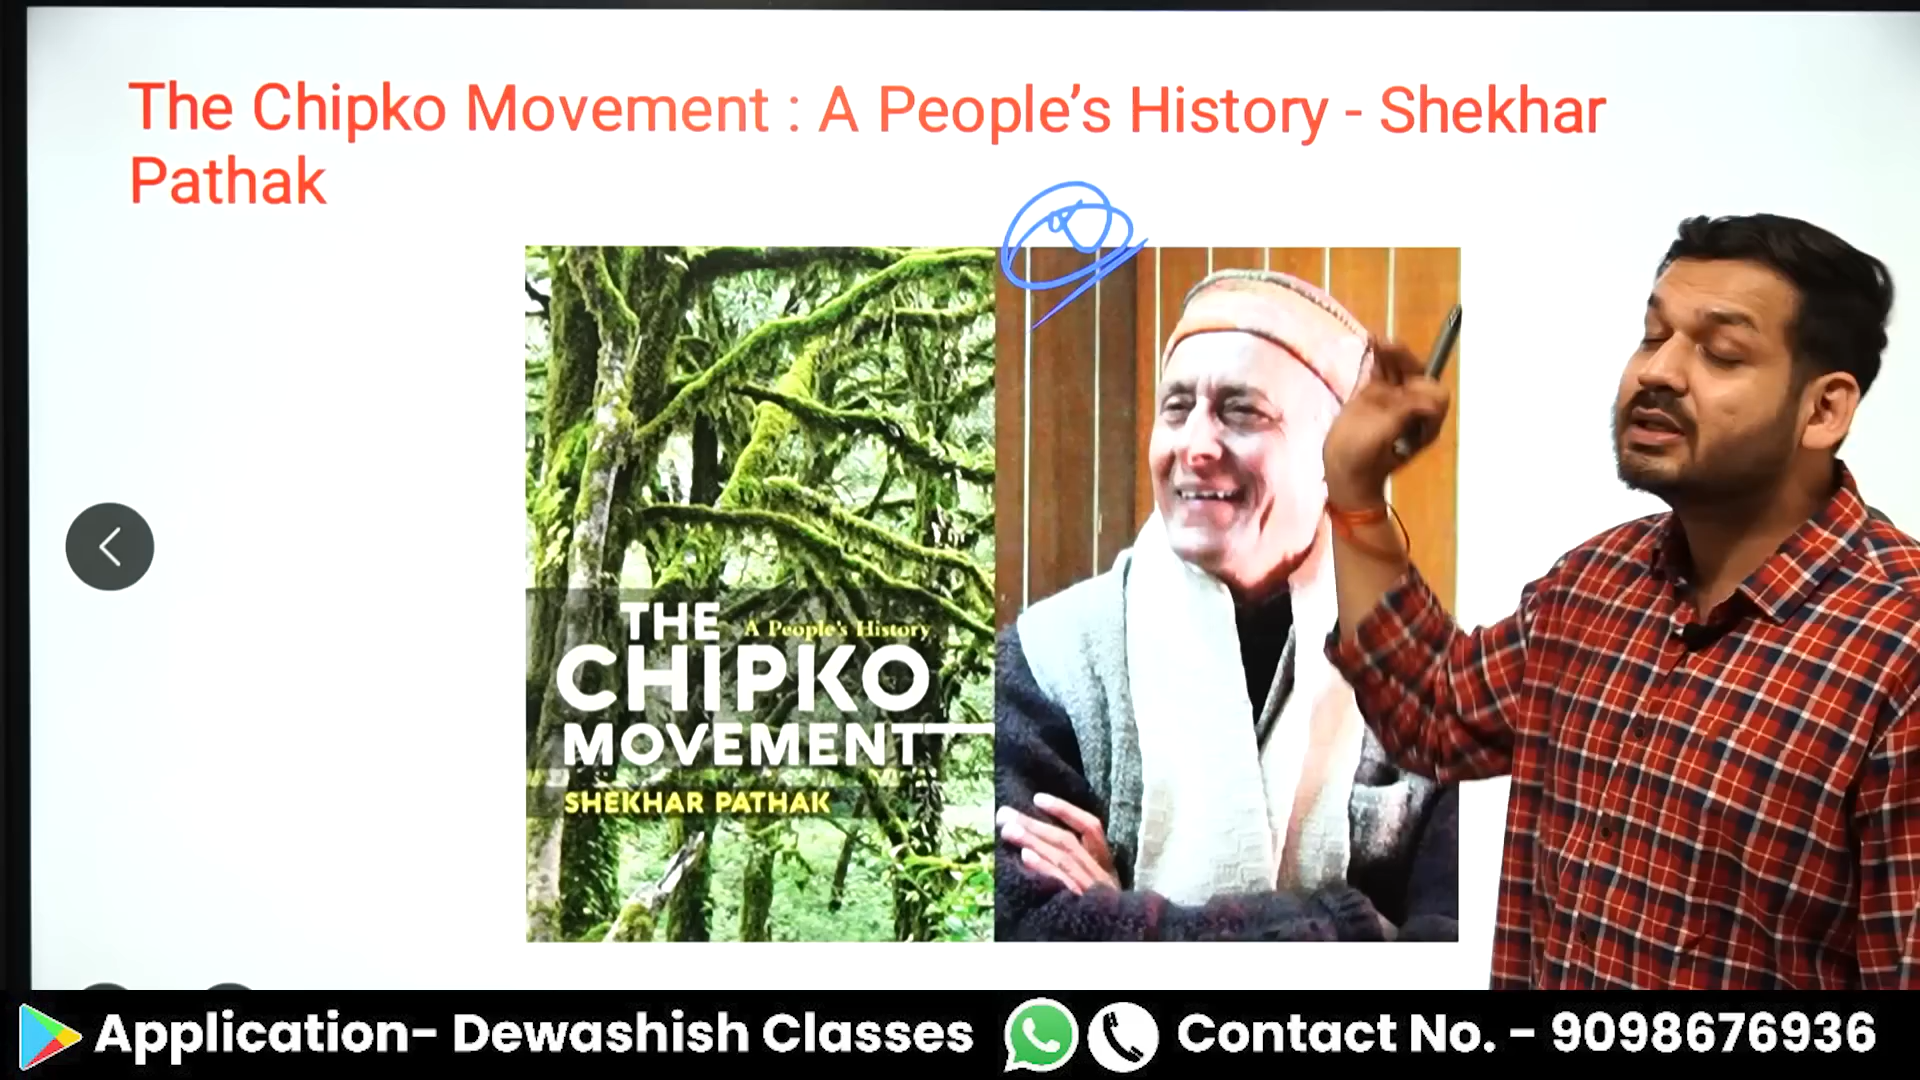 The Chipko Movement : A People’s History - Shekhar
Pathak
THE
A People's History
CHIPKO
MOVEMENT
SHEKHAR PATHAK
Application- Dewashish Classes
Contact No. - 9098676936